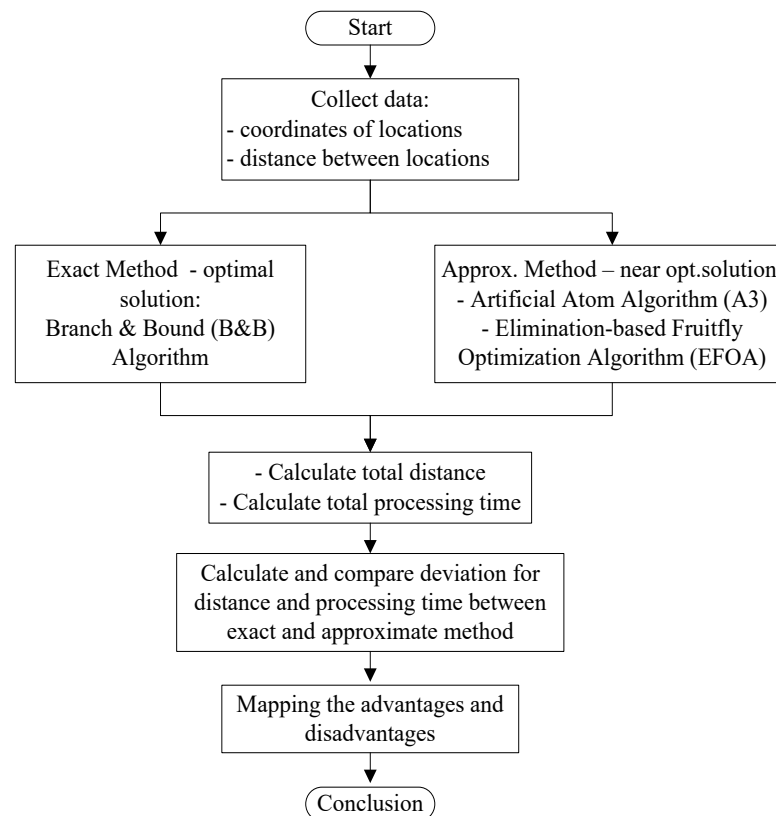 Start
Collect data:
- coordinates of locations
- distance between locations
Exact Method - optimal
solution:
Branch & Bound (B&B)
Algorithm
Approx. Method – near opt.solution
- Artificial Atom Algorithm (A3)
- Elimination-based Fruitfly
Optimization Algorithm (EFOA)
- Calculate total distance
- Calculate total processing time
Calculate and compare deviation for
distance and processing time between
exact and approximate method
Mapping the advantages and
disadvantages
Conclusion